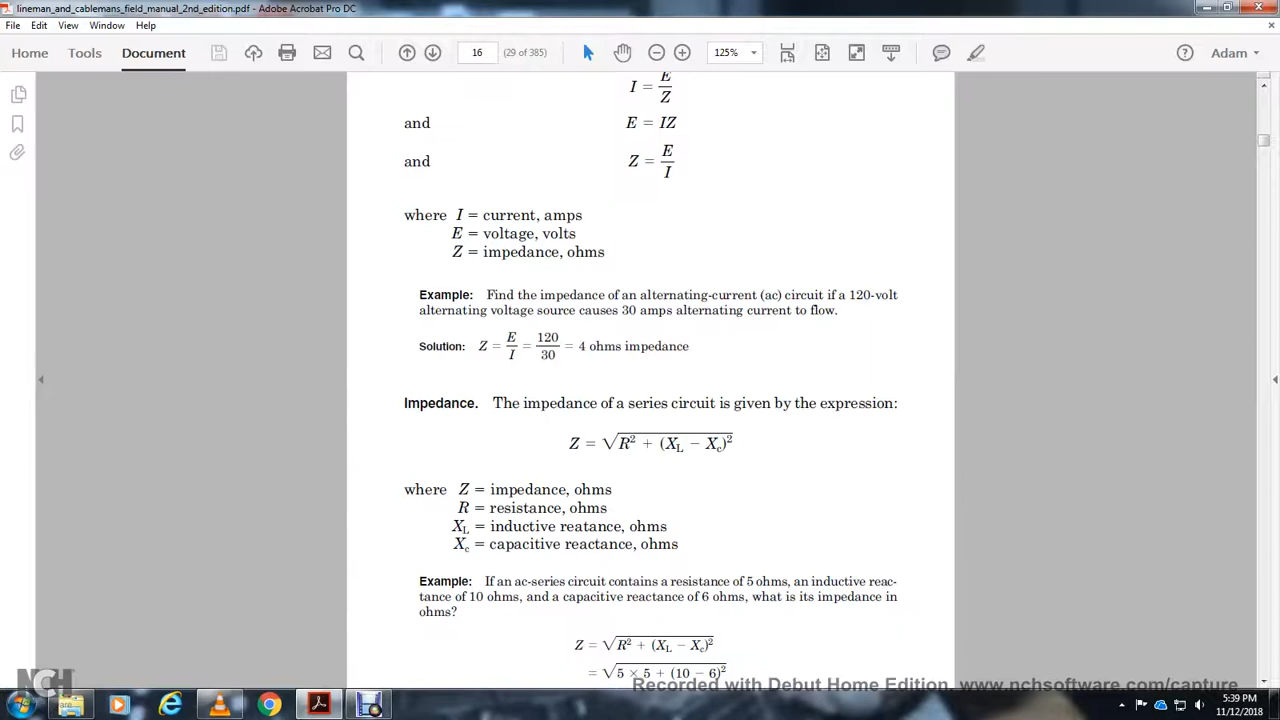 lineman_and_cablemans_field_manual_2nd_edition.pdf - Adobe Acrobat Pro DC
File Edit View Window Help
Home Tools Document 16 (29 of 385) 125% Adam
I = E/Z
and E = IZ
and Z = E/I
where I = current, amps
E = voltage, volts
Z = impedance, ohms
Example: Find the impedance of an alternating-current (ac) circuit if a 120-volt
alternating voltage source causes 30 amps alternating current to flow.
Solution: Z = E/I = 120/30 = 4 ohms impedance
Impedance. The impedance of a series circuit is given by the expression:
Z = √R² + (X_L − X_c)²
where Z = impedance, ohms
R = resistance, ohms
X_L = inductive reatance, ohms
X_c = capacitive reactance, ohms
Example: If an ac-series circuit contains a resistance of 5 ohms, an inductive reac-
tance of 10 ohms, and a capacitive reactance of 6 ohms, what is its impedance in
ohms?
Z = √R² + (X_L − X_c)²
= √5 × 5 + (10 − 6)²
NCH
Recorded with Debut Home Edition. www.nchsoftware.com/capture
5:39 PM
11/12/2018